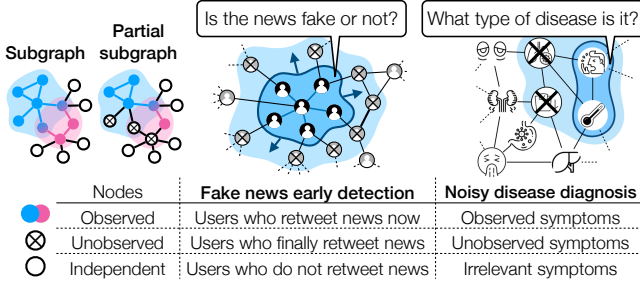 Is the news fake or not?
What type of disease is it?
Subgraph
Partial
subgraph
Nodes
Fake news early detection
Noisy disease diagnosis
Observed
Users who retweet news now
Observed symptoms
Unobserved
Users who finally retweet news
Unobserved symptoms
Independent
Users who do not retweet news
Irrelevant symptoms